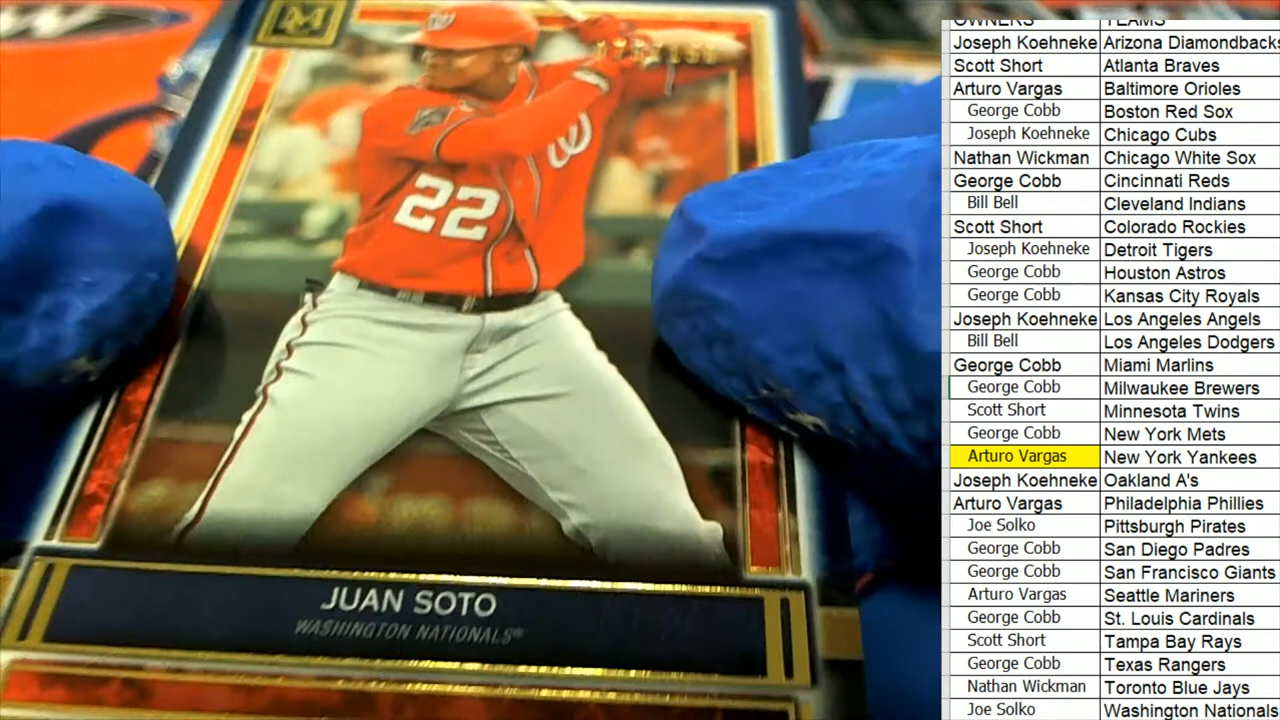 22
JUAN SOTO
WASHINGTON NATIONALS®
OWNERS TEAMS
Joseph Koehneke Arizona Diamondbacks
Scott Short Atlanta Braves
Arturo Vargas Baltimore Orioles
George Cobb Boston Red Sox
Joseph Koehneke Chicago Cubs
Nathan Wickman Chicago White Sox
George Cobb Cincinnati Reds
Bill Bell Cleveland Indians
Scott Short Colorado Rockies
Joseph Koehneke Detroit Tigers
George Cobb Houston Astros
George Cobb Kansas City Royals
Joseph Koehneke Los Angeles Angels
Bill Bell Los Angeles Dodgers
George Cobb Miami Marlins
George Cobb Milwaukee Brewers
Scott Short Minnesota Twins
George Cobb New York Mets
Arturo Vargas New York Yankees
Joseph Koehneke Oakland A's
Arturo Vargas Philadelphia Phillies
Joe Solko Pittsburgh Pirates
George Cobb San Diego Padres
George Cobb San Francisco Giants
Arturo Vargas Seattle Mariners
George Cobb St. Louis Cardinals
Scott Short Tampa Bay Rays
George Cobb Texas Rangers
Nathan Wickman Toronto Blue Jays
Joe Solko Washington Nationals